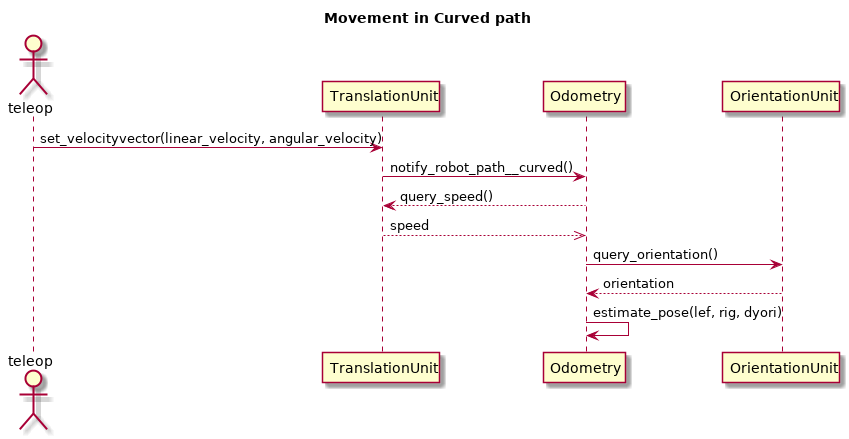 Movement in Curved path
teleop
TranslationUnit
Odometry
OrientationUnit
set_velocityvector(linear_velocity, angular_velocity)
notify_robot_path__curved()
query_speed()
speed
query_orientation()
orientation
estimate_pose(lef, rig, dyori)
teleop
TranslationUnit
Odometry
OrientationUnit